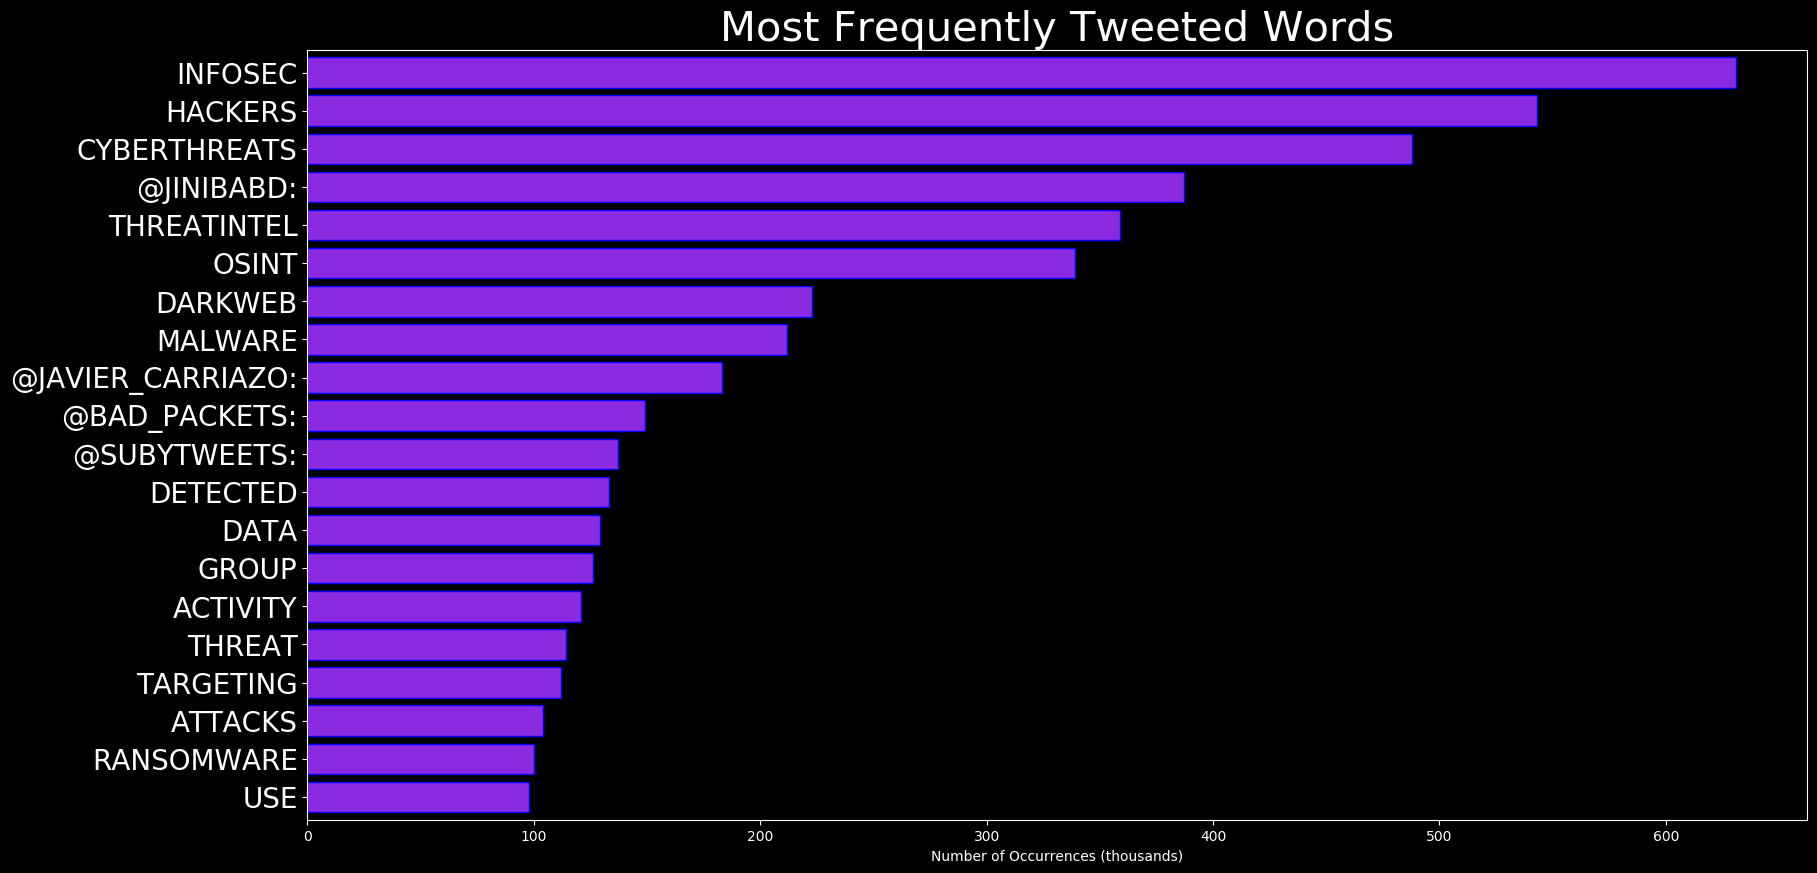 Most Frequently Tweeted Words
INFOSEC
HACKERS
CYBERTHREATS
@JINIBABD:
THREATINTEL
OSINT
DARKWEB
MALWARE
@JAVIER_CARRIAZO:
@BAD_PACKETS:
@SUBYTWEETS:
DETECTED
DATA
GROUP
ACTIVITY
THREAT
TARGETING
ATTACKS
RANSOMWARE
USE
0 100 200 300 400 500 600
Number of Occurrences (thousands)